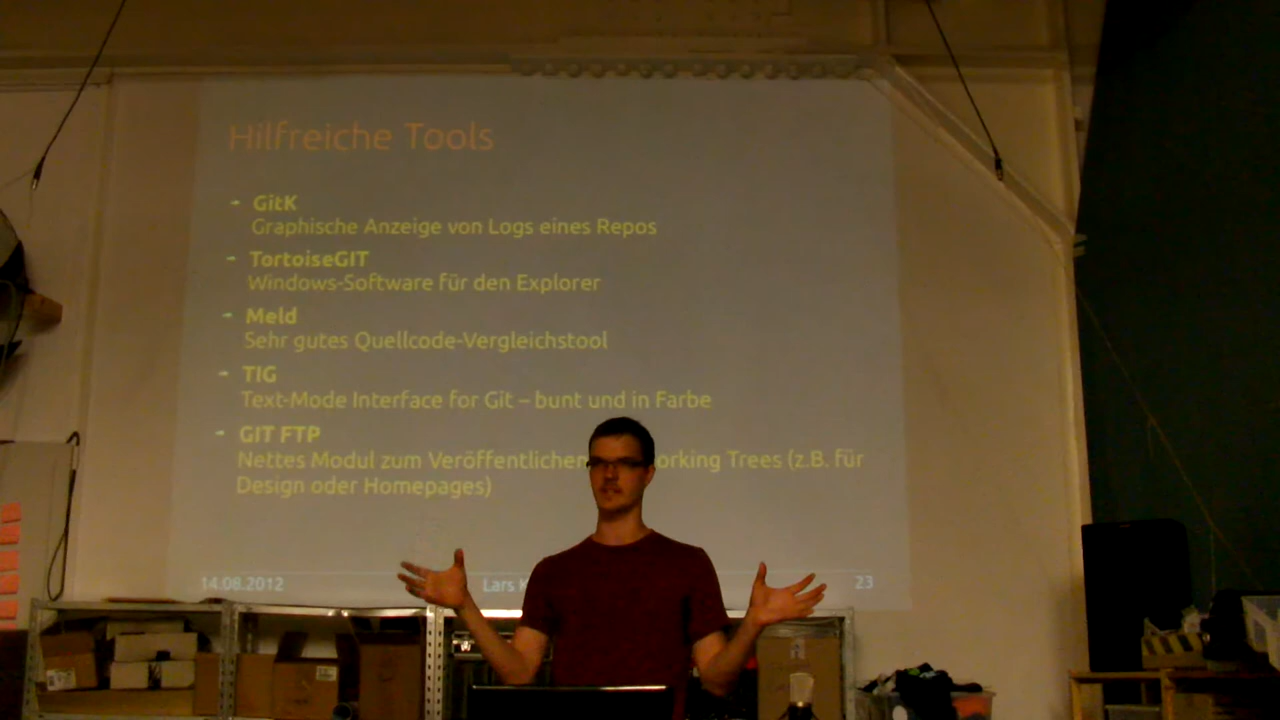 Hilfreiche Tools
GitK
Graphische Anzeige von Logs eines Repos
TortoiseGIT
Windows-Software für den Explorer
Meld
Sehr gutes Quellcode-Vergleichstool
TIG
Text-Mode Interface for Git – bunt und in Farbe
GIT FTP
Nettes Modul zum Veröffentlichen orking Trees (z.B. für
Design oder Homepages)
14.08.2012 Lars K 23